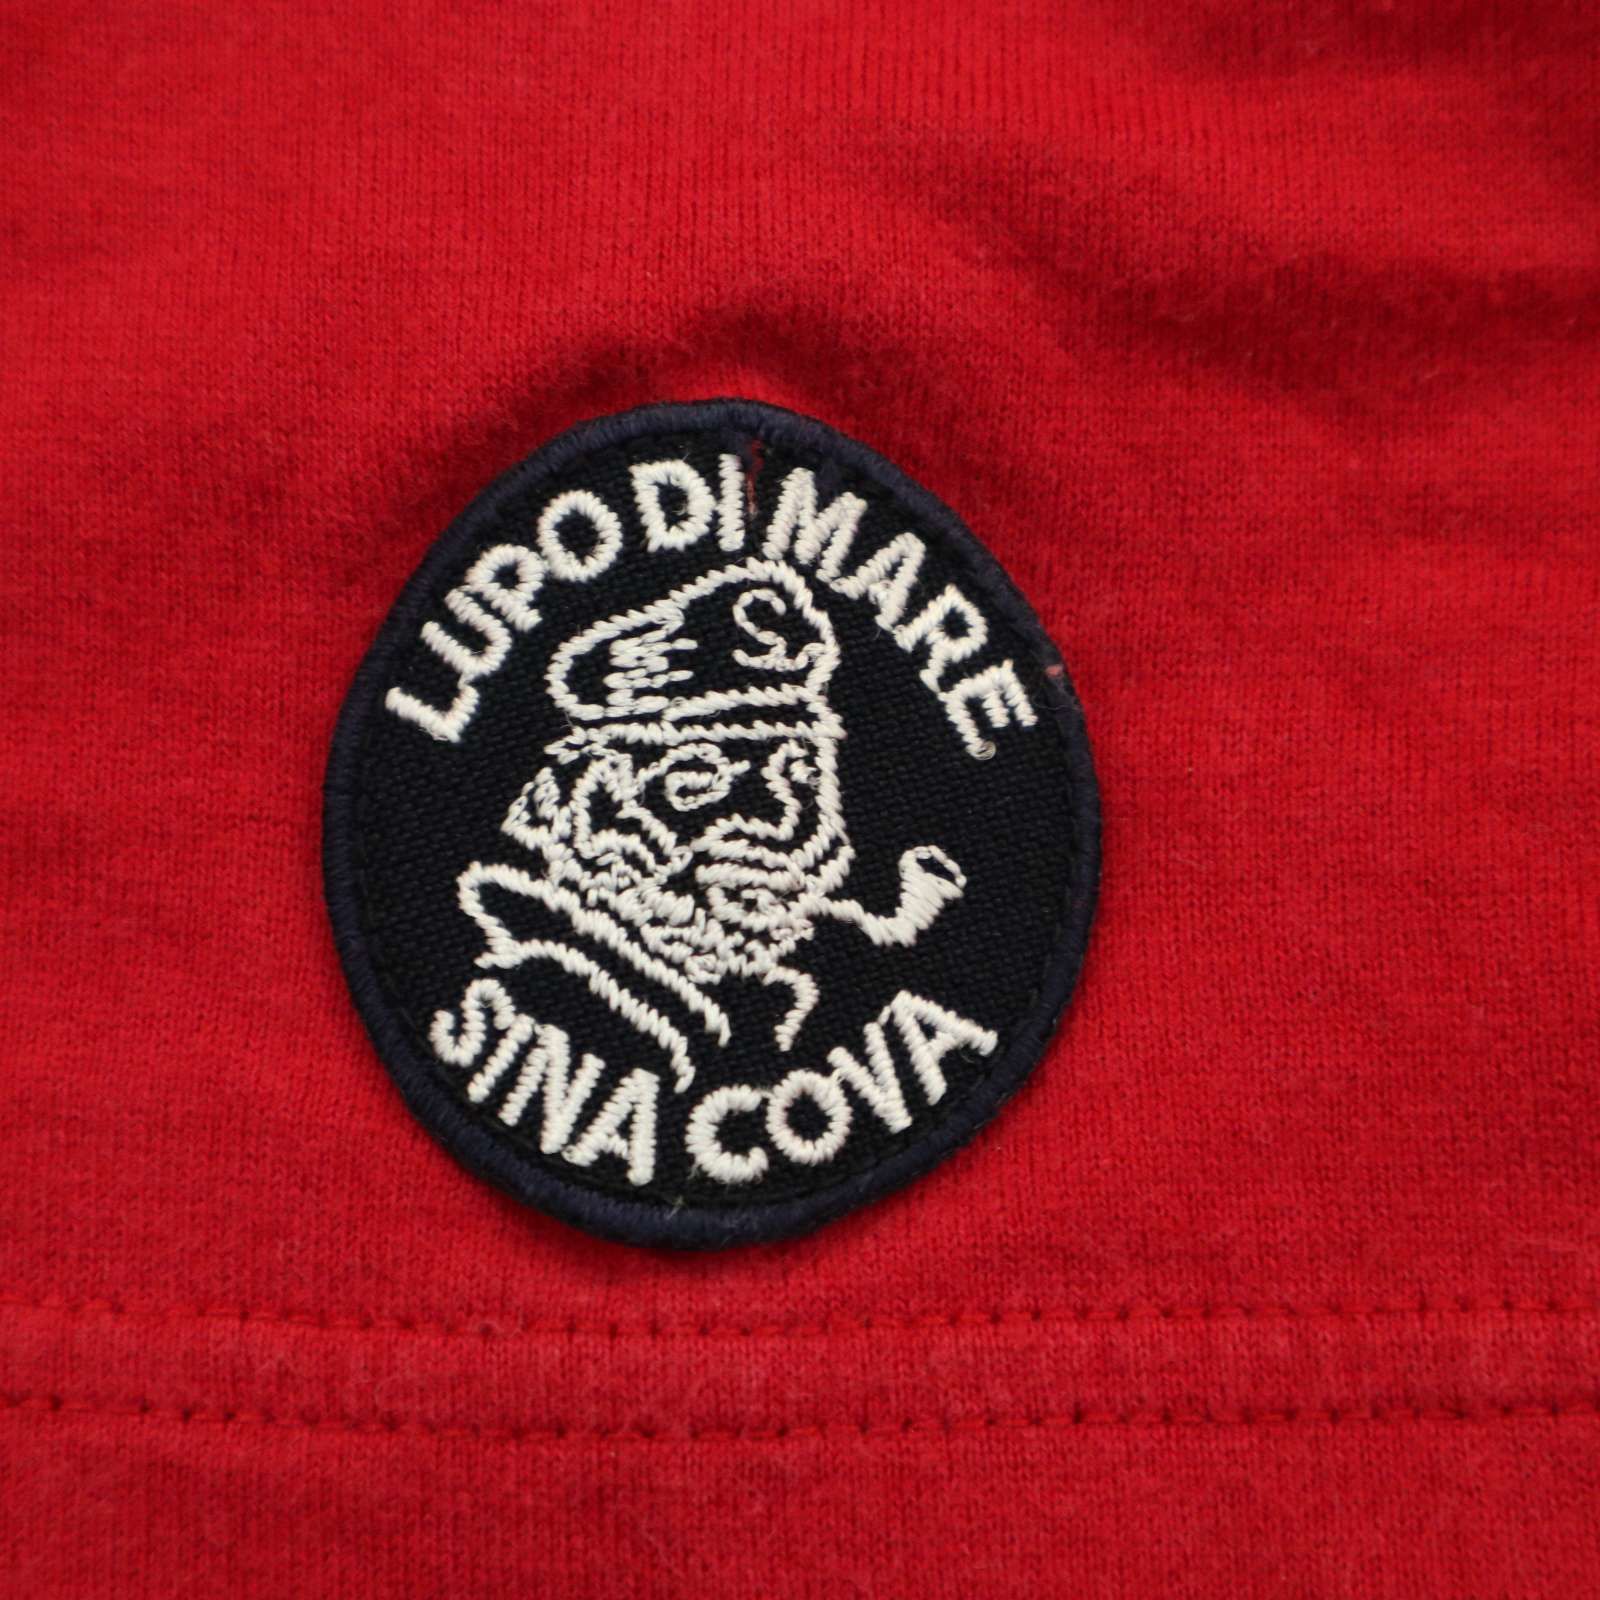 LUPO DI MARE
SINA COVA